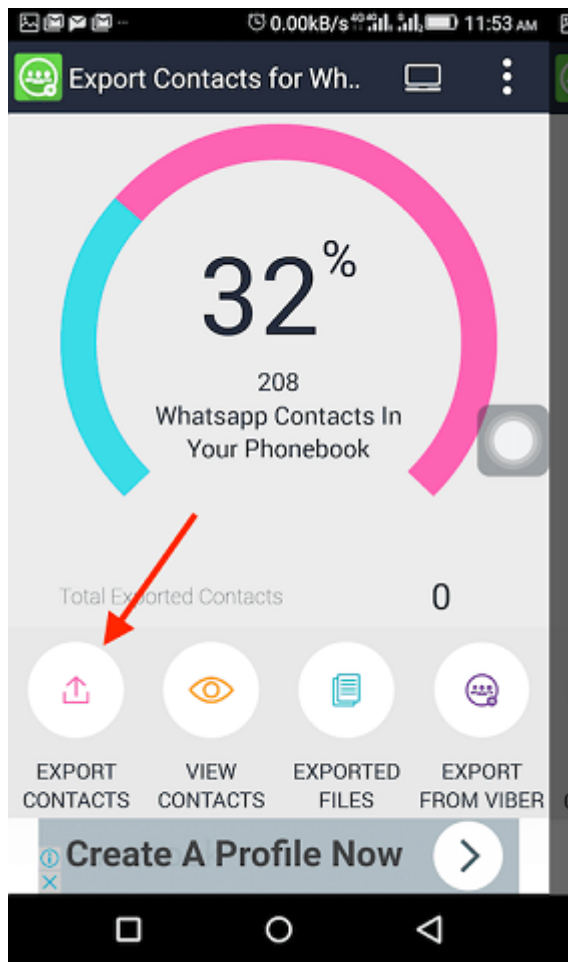 0.00kB/s 11:53 AM
Export Contacts for Wh..
32%
208
Whatsapp Contacts In
Your Phonebook
Total Exported Contacts 0
EXPORT CONTACTS
VIEW CONTACTS
EXPORTED FILES
EXPORT FROM VIBER
Create A Profile Now